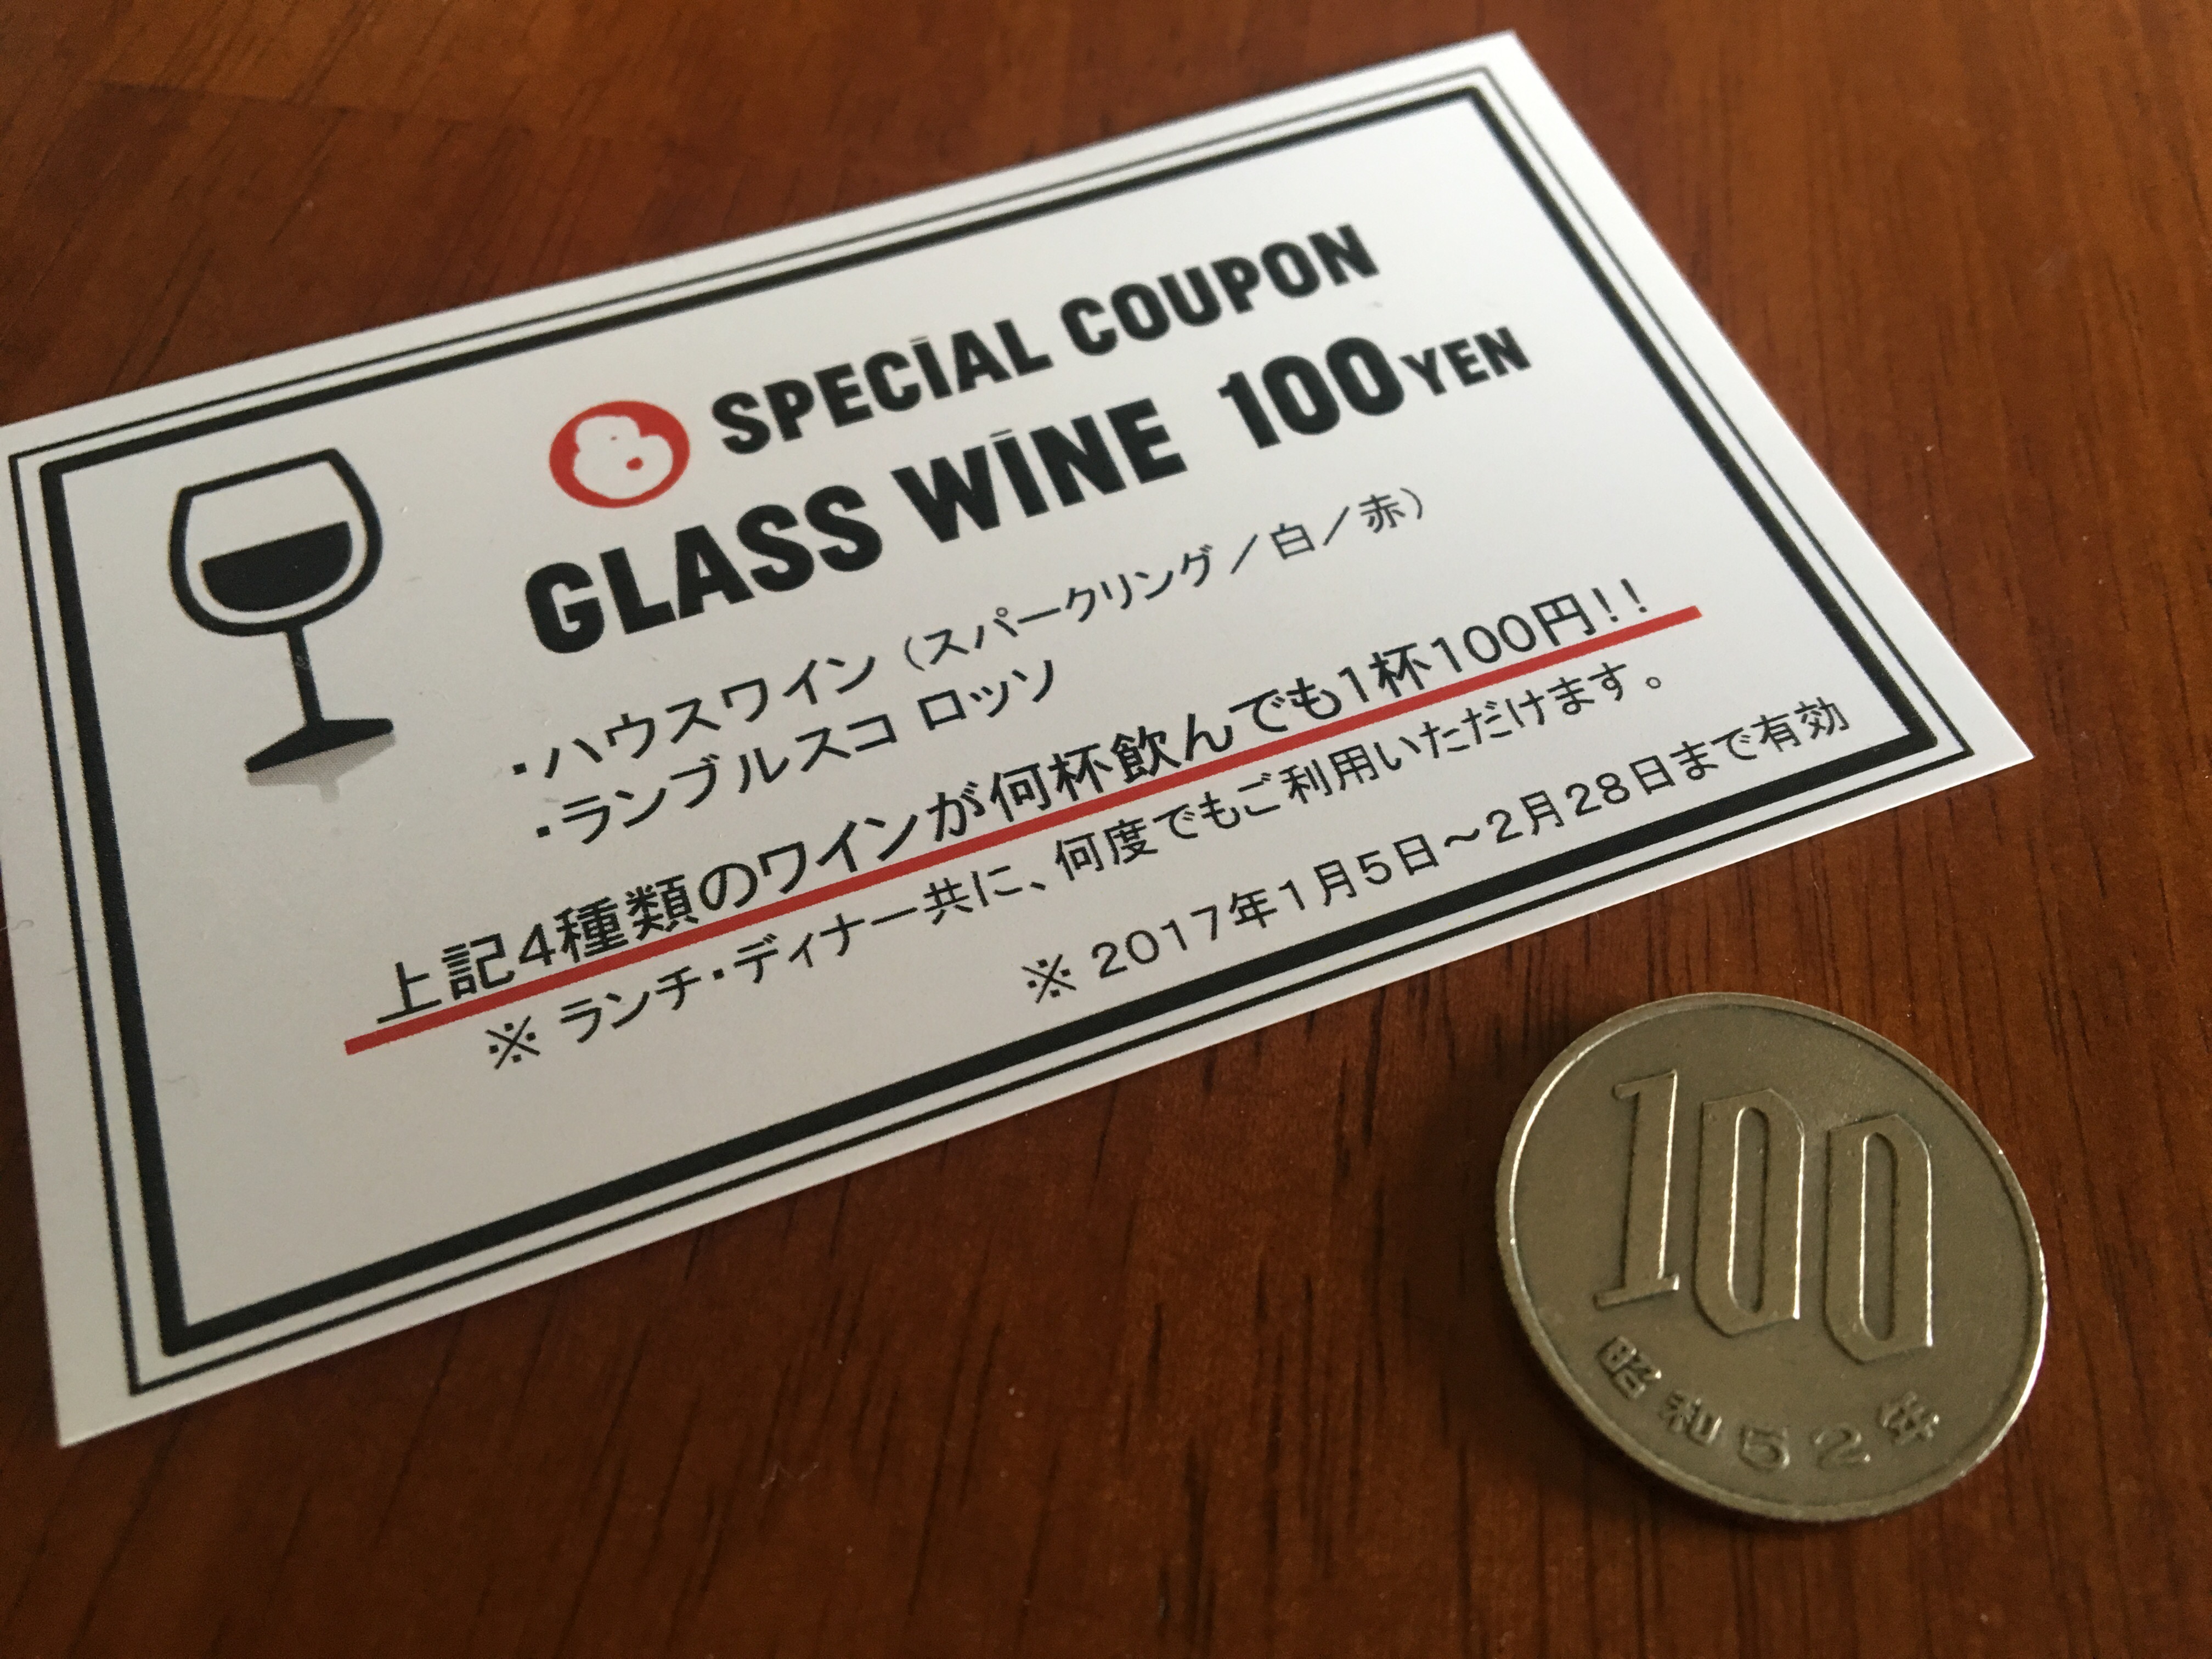 SPECIAL COUPON
GLASS WINE 100YEN
・ハウスワイン（スパークリング／白／赤）
・ランブルスコ ロッソ
上記4種類のワインが何杯飲んでも1杯100円!!
※ ランチ・ディナー共に、何度でもご利用いただけます。
※ 2017年1月5日～2月28日まで有効
100
昭和52年